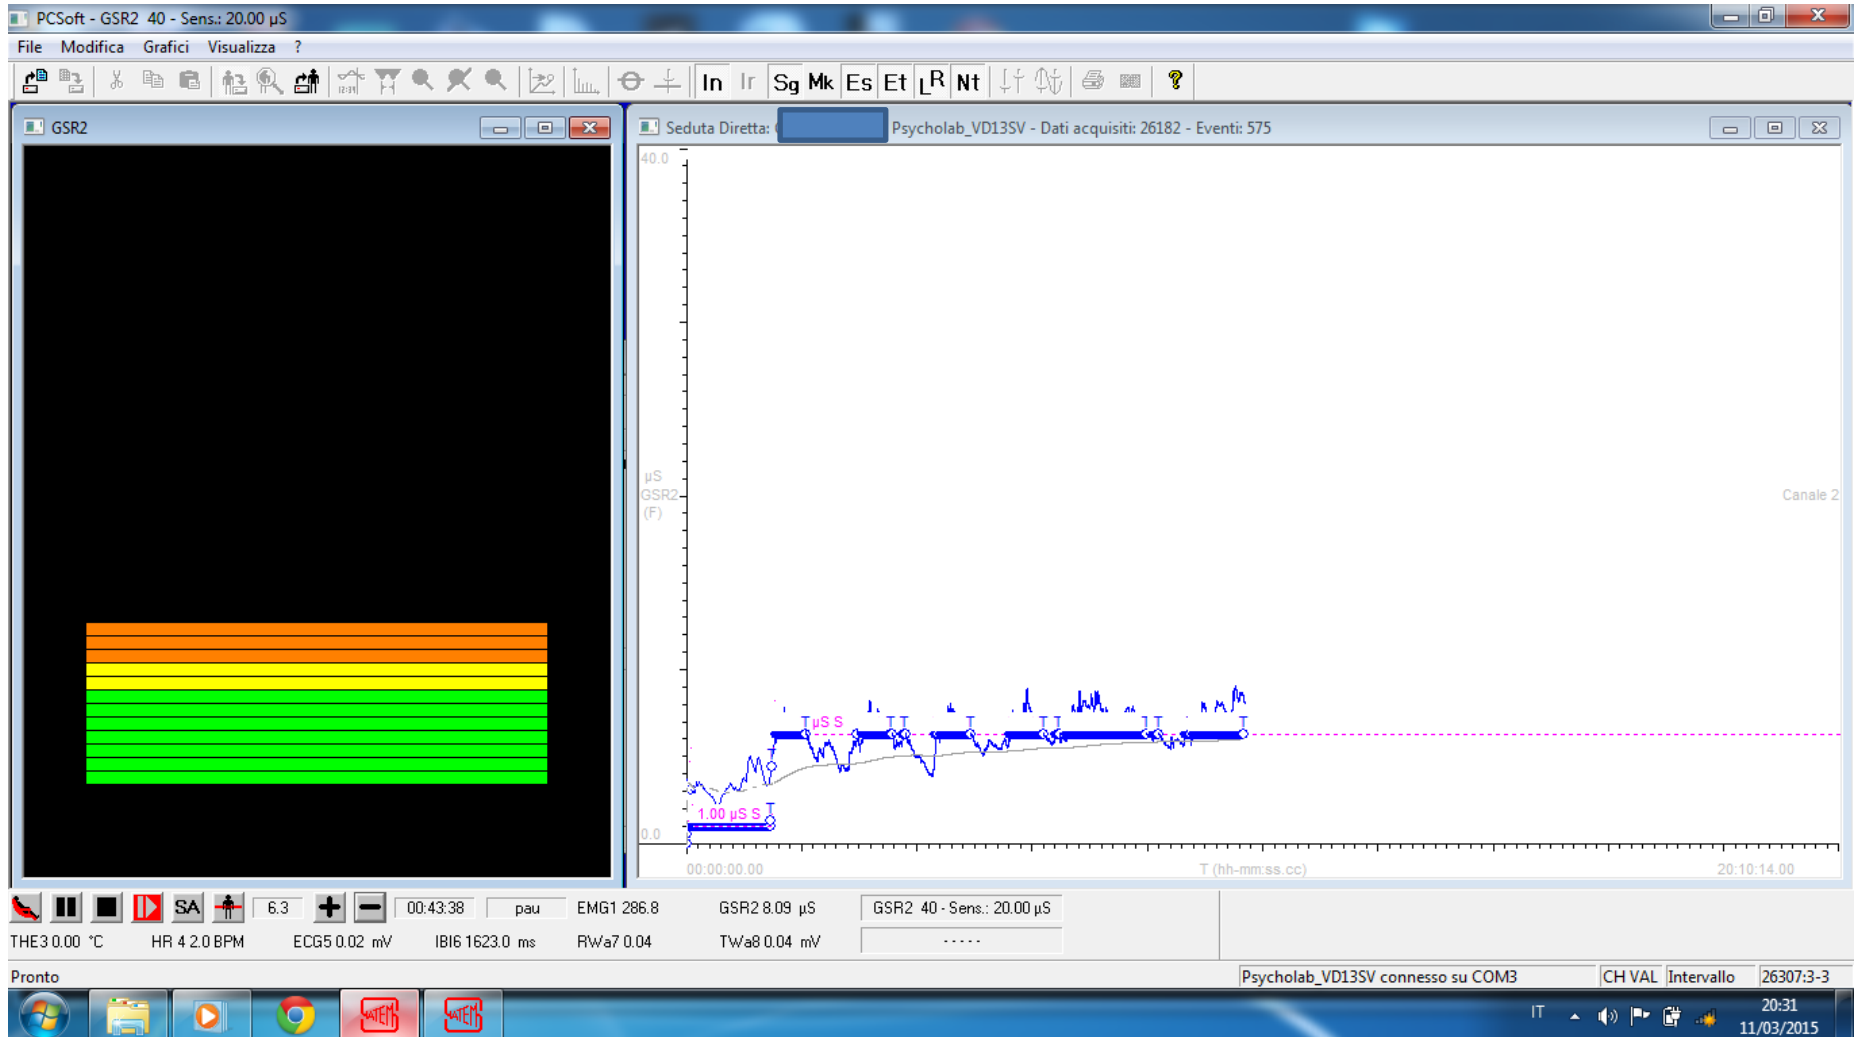 PCSoft - GSR2  40 - Sens.: 20.00 µS
File Modifica Grafici Visualizza ?
12:34 In Ir Sg Mk Es Et LR Nt ?
GSR2
Seduta Diretta: Psycholab_VD13SV - Dati acquisiti: 26182 - Eventi: 575
40.0
µS
GSR2
(F)
Canale 2
T µS S T T T T T T T T
T
1.00 µS S T
0.0
00:00:00.00 T (hh-mm:ss.cc) 20:10:14.00
SA 6.3 00:43:38 pau EMG1 286.8 GSR2 8.09 µS GSR2 40 - Sens.: 20.00 µS
THE3 0.00 °C HR 4 2.0 BPM ECG5 0.02 mV IBI6 1623.0 ms RWa7 0.04 TWa8 0.04 mV -----
Pronto Psycholab_VD13SV connesso su COM3 CH VAL Intervallo 26307:3-3
SATEM SATEM IT 20:31
11/03/2015